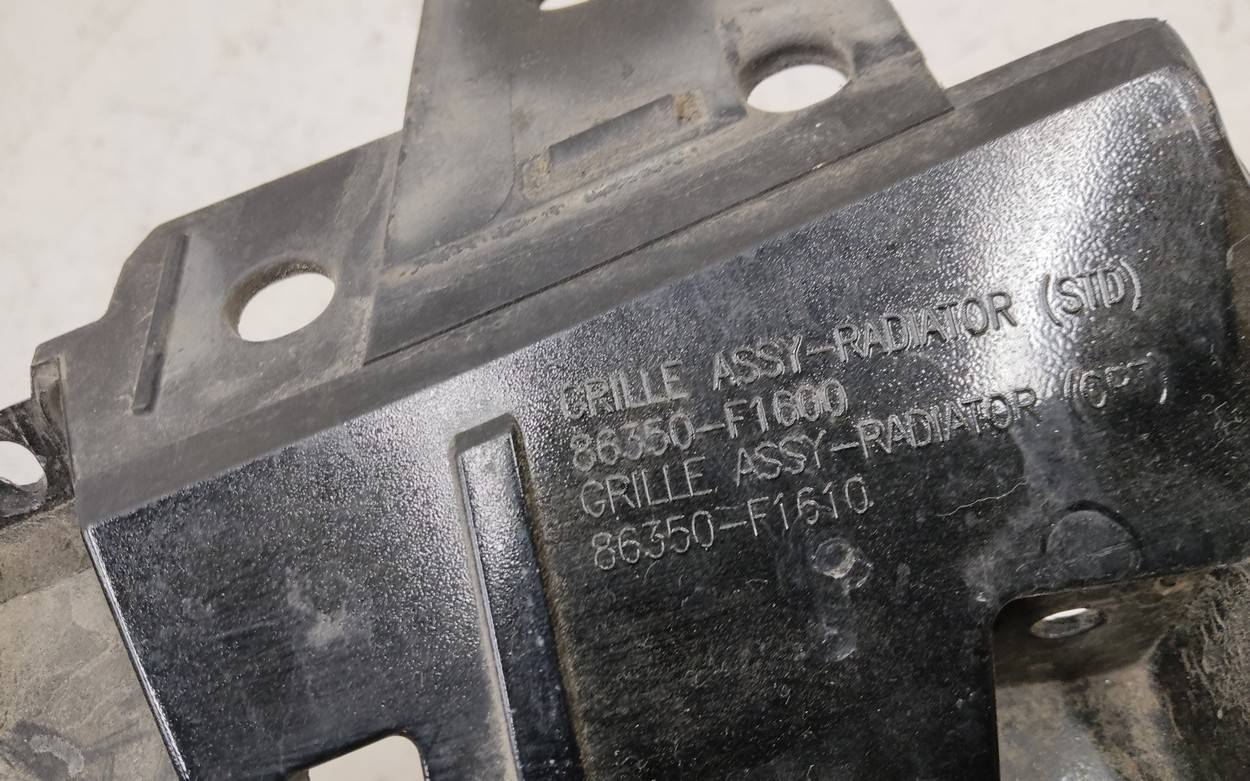 GRILLE ASSY-RADIATOR (STD)
86350-F1600
GRILLE ASSY-RADIATOR (OPT)
86350-F1610